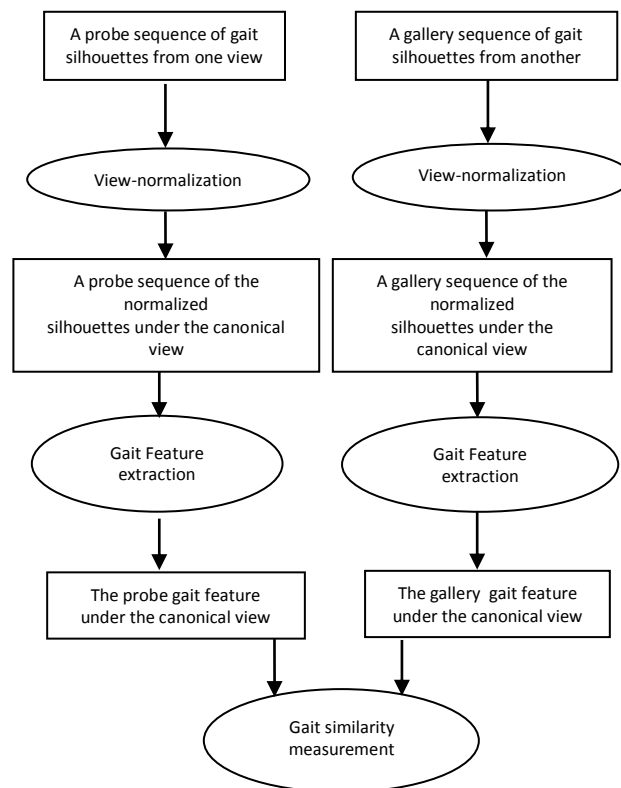 A probe sequence of gait
silhouettes from one view
A gallery sequence of gait
silhouettes from another
View-normalization
View-normalization
A probe sequence of the
normalized
silhouettes under the canonical
view
A gallery sequence of the
normalized
silhouettes under the
canonical view
Gait Feature
extraction
Gait Feature
extraction
The probe gait feature
under the canonical view
The gallery gait feature
under the canonical view
Gait similarity
measurement